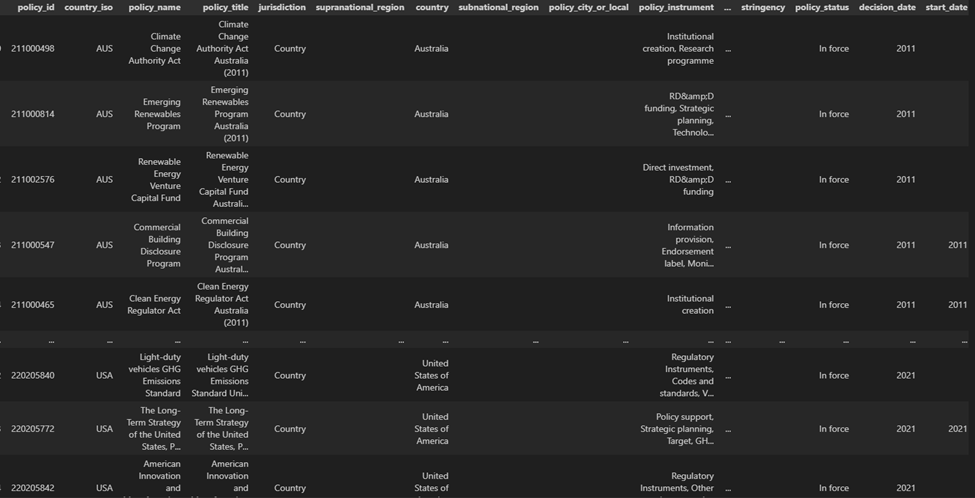 policy_id country_iso policy_name policy_title jurisdiction supranational_region country subnational_region policy_city_or_local policy_instrument ... stringency policy_status decision_date start_date
211000498 AUS Climate Change Authority Act Climate Change Authority Act Australia (2011) Country Australia Institutional creation, Research programme ... In force 2011
211000814 AUS Emerging Renewables Program Emerging Renewables Program Australia (2011) Country Australia RD&amp;D funding, Strategic planning, Technolo... ... In force 2011
211002576 AUS Renewable Energy Venture Capital Fund Renewable Energy Venture Capital Fund Australi... Country Australia Direct investment, RD&amp;D funding ... In force 2011
211000547 AUS Commercial Building Disclosure Program Commercial Building Disclosure Program Austral... Country Australia Information provision, Endorsement label, Moni... ... In force 2011 2011
211000465 AUS Clean Energy Regulator Act Clean Energy Regulator Act Australia (2011) Country Australia Institutional creation ... In force 2011 2011
... ... ... ... ... ... ... ... ... ... ... ... ... ... ...
220205840 USA Light-duty vehicles GHG Emissions Standard Light-duty vehicles GHG Emissions Standard Uni... Country United States of America Regulatory Instruments, Codes and standards, V... ... In force 2021
220205772 USA The Long-Term Strategy of the United States, P... The Long-Term Strategy of the United States, P... Country United States of America Policy support, Strategic planning, Target, GH... ... In force 2021 2021
220205842 USA American Innovation and American Innovation and Country United States of Regulatory Instruments, Other ... In force 2021